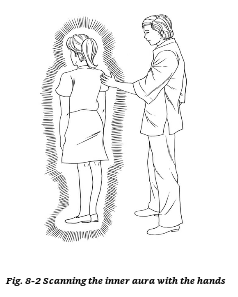 Fig. 8-2 Scanning the inner aura with the hands